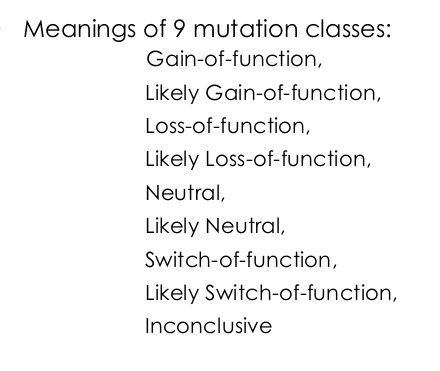 Meanings of 9 mutation classes:
Gain-of-function,
Likely Gain-of-function,
Loss-of-function,
Likely Loss-of-function,
Neutral,
Likely Neutral,
Switch-of-function,
Likely Switch-of-function,
Inconclusive